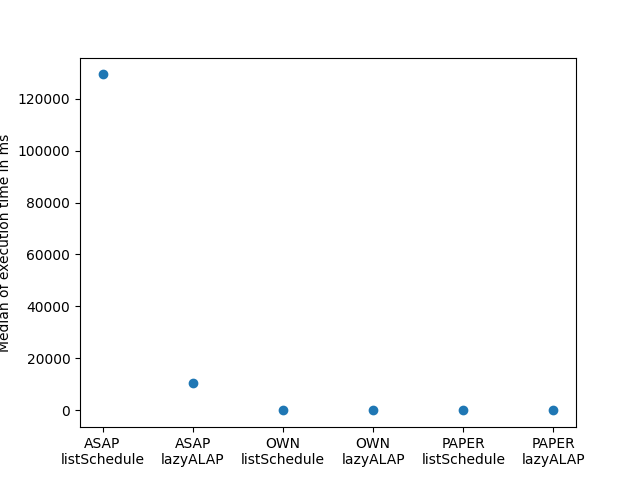 Median of execution time in ms
120000
100000
80000
60000
40000
20000
0
ASAP
listSchedule
ASAP
lazyALAP
OWN
listSchedule
OWN
lazyALAP
PAPER
listSchedule
PAPER
lazyALAP